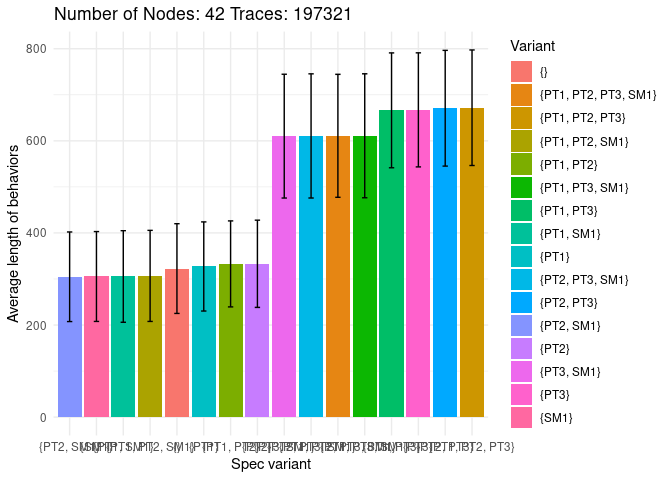 Number of Nodes: 42 Traces: 197321
800
600
400
200
0
Average length of behaviors
Spec variant
Variant
{}
{PT1, PT2, PT3, SM1}
{PT1, PT2, PT3}
{PT1, PT2, SM1}
{PT1, PT2}
{PT1, PT3, SM1}
{PT1, PT3}
{PT1, SM1}
{PT1}
{PT2, PT3, SM1}
{PT2, PT3}
{PT2, SM1}
{PT2}
{PT3, SM1}
{PT3}
{SM1}